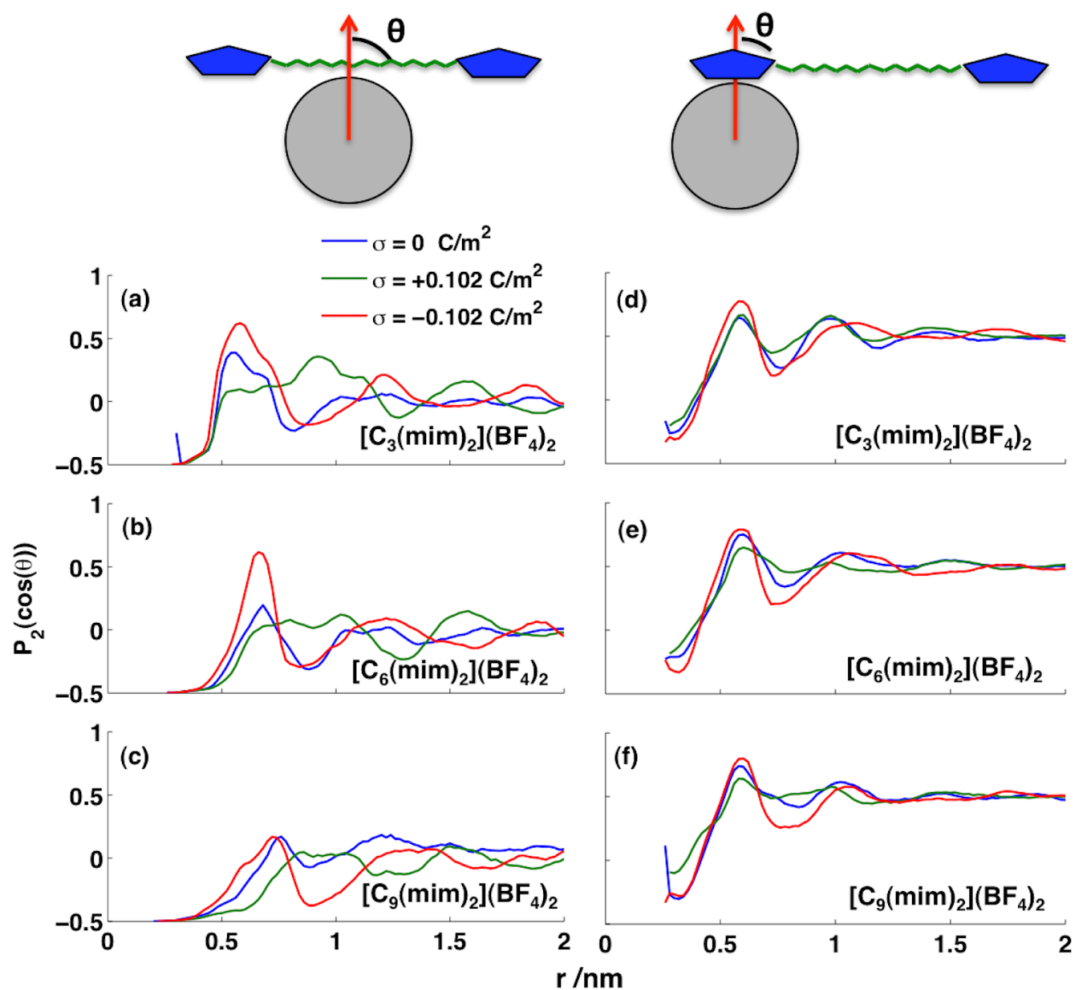 θ
θ
σ = 0 C/m²
σ = +0.102 C/m²
σ = −0.102 C/m²
P₂(cos(θ))
(a)
1
0.5
0
−0.5
[C₃(mim)₂](BF₄)₂
(d)
[C₃(mim)₂](BF₄)₂
(b)
1
0.5
0
−0.5
[C₆(mim)₂](BF₄)₂
(e)
[C₆(mim)₂](BF₄)₂
(c)
1
0.5
0
−0.5
[C₉(mim)₂](BF₄)₂
0 0.5 1 1.5 2
(f)
[C₉(mim)₂](BF₄)₂
0 0.5 1 1.5 2
r /nm